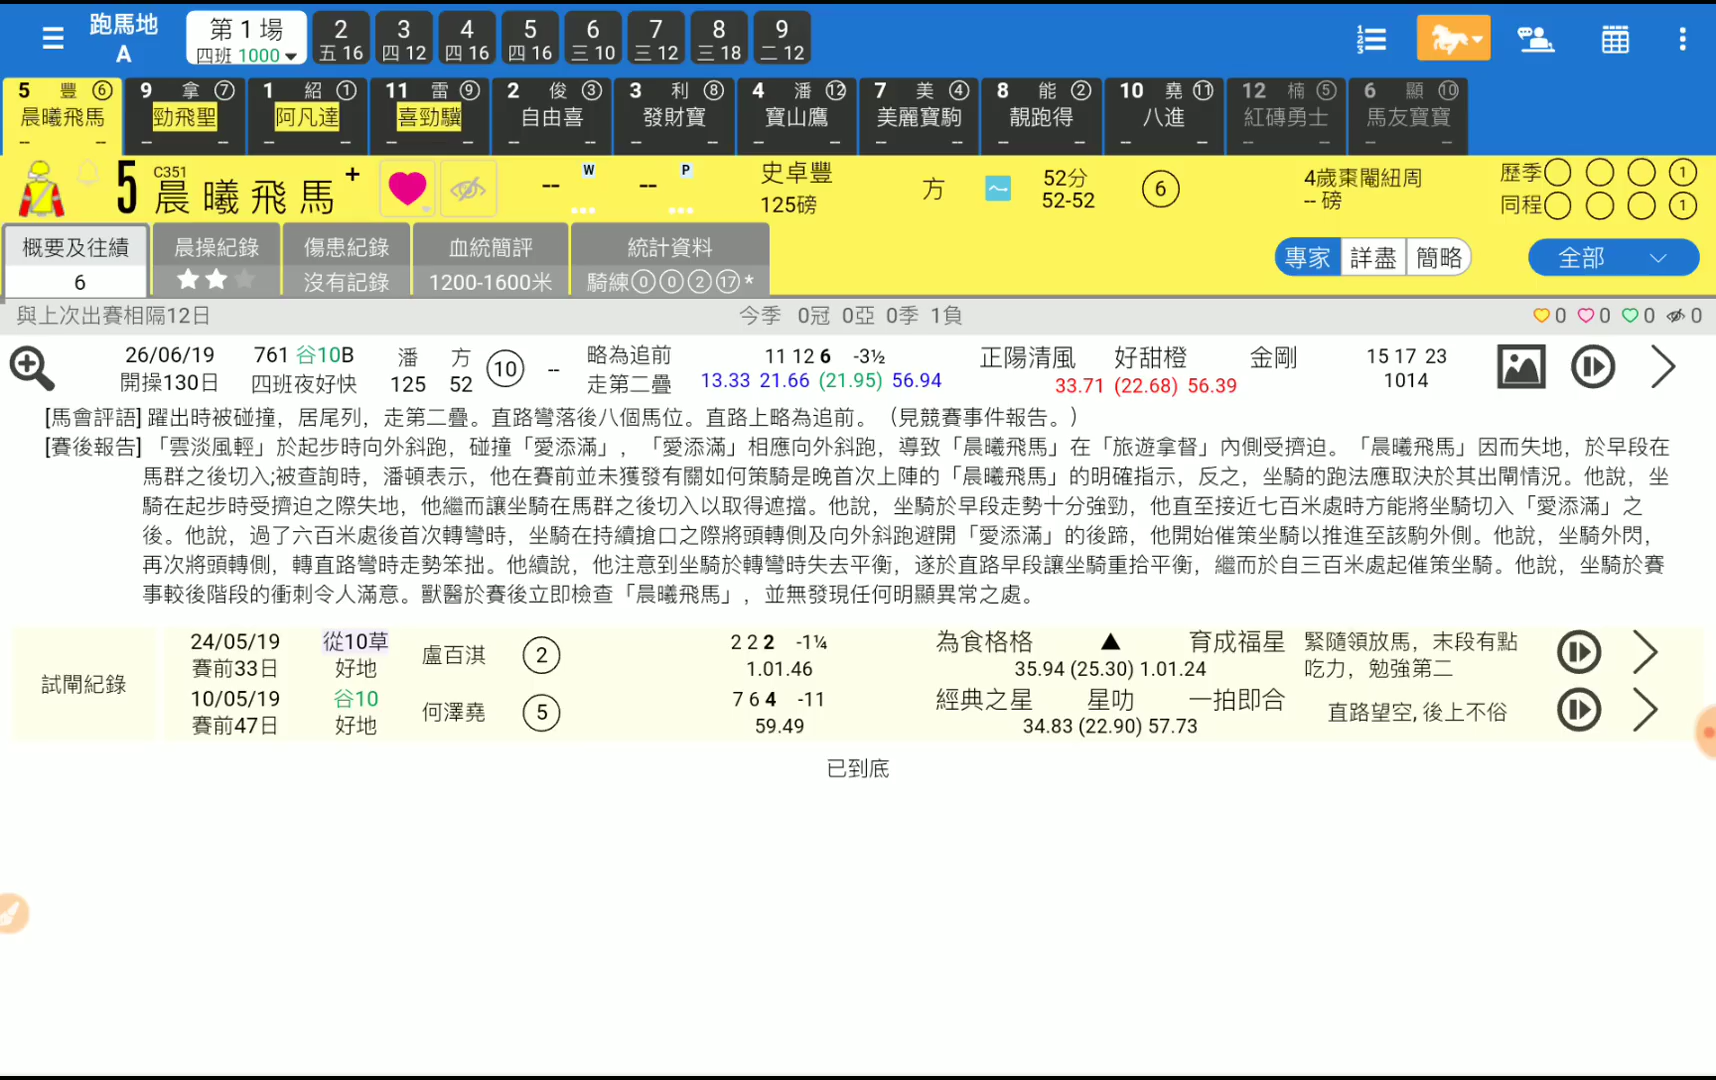 跑馬地
A
第 1 場
四班 1000
2
五 16
3
四 12
4
四 16
5
四 16
6
三 10
7
三 12
8
三 18
9
二 12
5 豐 6
晨曦飛馬
-- --
9 拿 7
勁飛聖
-- --
1 紹 1
阿凡達
-- --
11 雷 9
喜勁驥
-- --
2 俊 3
自由喜
-- --
3 利 8
發財寶
-- --
4 潘 12
寶山鷹
-- --
7 美 4
美麗寶駒
-- --
8 能 2
靚跑得
-- --
10 堯 11
八進
-- --
12 楠 5
紅磚勇士
-- --
6 顯 10
馬友寶寶
-- --
5 C351
晨曦飛馬 +
-- W
-- P
史卓豐
125磅
方
52分
52-52
6
4歲棗閹紐周
-- 磅
歷季 1
同程 1
概要及往績
6
晨操紀錄
傷患紀錄
沒有記錄
血統簡評
1200-1600米
統計資料
騎練 0 0 2 17 *
專家 詳盡 簡略
全部
與上次出賽相隔12日
今季 0冠 0亞 0季 1負
0 0 0 0
26/06/19 761 谷10B 潘 方 10 -- 略為追前 11 12 6 -3½ 正陽清風 好甜橙 金剛 15 17 23
開操130日 四班夜好快 125 52 走第二疊 13.33 21.66 (21.95) 56.94 33.71 (22.68) 56.39 1014
[馬會評語] 躍出時被碰撞，居尾列，走第二疊。直路彎落後八個馬位。直路上略為追前。（見競賽事件報告。）
[賽後報告] 「雲淡風輕」於起步時向外斜跑，碰撞「愛添滿」，「愛添滿」相應向外斜跑，導致「晨曦飛馬」在「旅遊拿督」內側受擠迫。「晨曦飛馬」因而失地，於早段在
馬群之後切入;被查詢時，潘頓表示，他在賽前並未獲發有關如何策騎是晚首次上陣的「晨曦飛馬」的明確指示，反之，坐騎的跑法應取決於其出閘情況。他說，坐
騎在起步時受擠迫之際失地，他繼而讓坐騎在馬群之後切入以取得遮擋。他說，坐騎於早段走勢十分強勁，他直至接近七百米處時方能將坐騎切入「愛添滿」之
後。他說，過了六百米處後首次轉彎時，坐騎在持續搶口之際將頭轉側及向外斜跑避開「愛添滿」的後蹄，他開始催策坐騎以推進至該駒外側。他說，坐騎外閃，
再次將頭轉側，轉直路彎時走勢笨拙。他續說，他注意到坐騎於轉彎時失去平衡，遂於直路早段讓坐騎重拾平衡，繼而於自三百米處起催策坐騎。他說，坐騎於賽
事較後階段的衝刺令人滿意。獸醫於賽後立即檢查「晨曦飛馬」，並無發現任何明顯異常之處。
試閘紀錄
24/05/19 從10草 盧百淇 2 2 2 2 -1¼ 為食格格 ▲ 育成福星 緊隨領放馬，末段有點
賽前33日 好地 1.01.46 35.94 (25.30) 1.01.24 吃力，勉強第二
10/05/19 谷10 何澤堯 5 7 6 4 -11 經典之星 星叻 一拍即合 直路望空, 後上不俗
賽前47日 好地 59.49 34.83 (22.90) 57.73
已到底